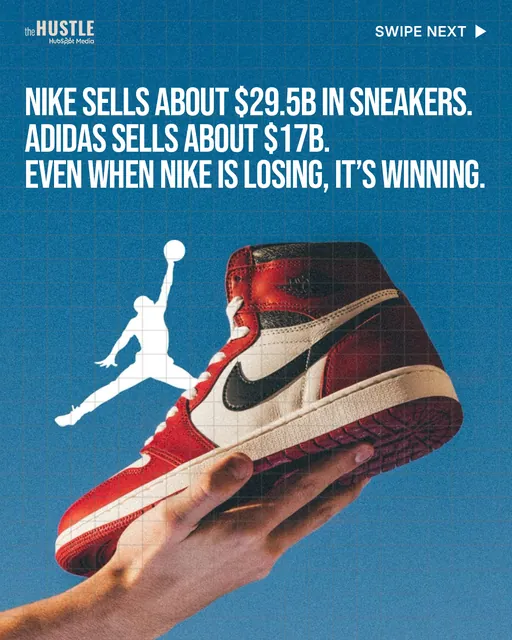 the HUSTLE
HubSpot Media
SWIPE NEXT ▶
NIKE SELLS ABOUT $29.5B IN SNEAKERS.
ADIDAS SELLS ABOUT $17B.
EVEN WHEN NIKE IS LOSING, IT'S WINNING.